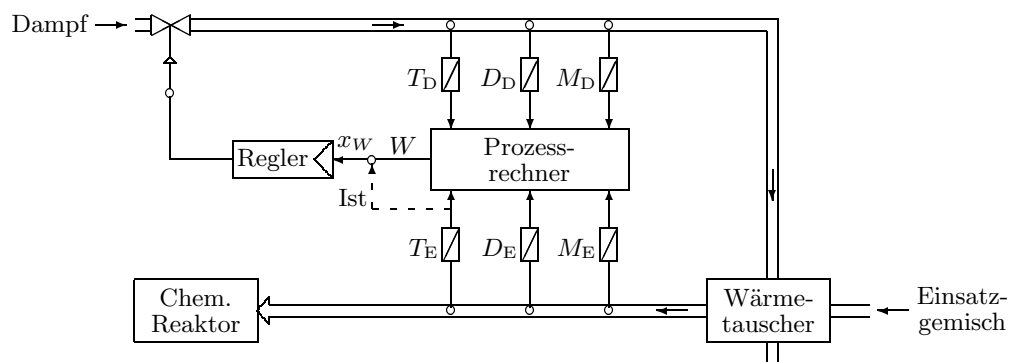 Dampf
T_D D_D M_D
Prozess-
rechner
Regler
x_W W
Ist
T_E D_E M_E
Chem.
Reaktor
Wärme-
tauscher
Einsatz-
gemisch